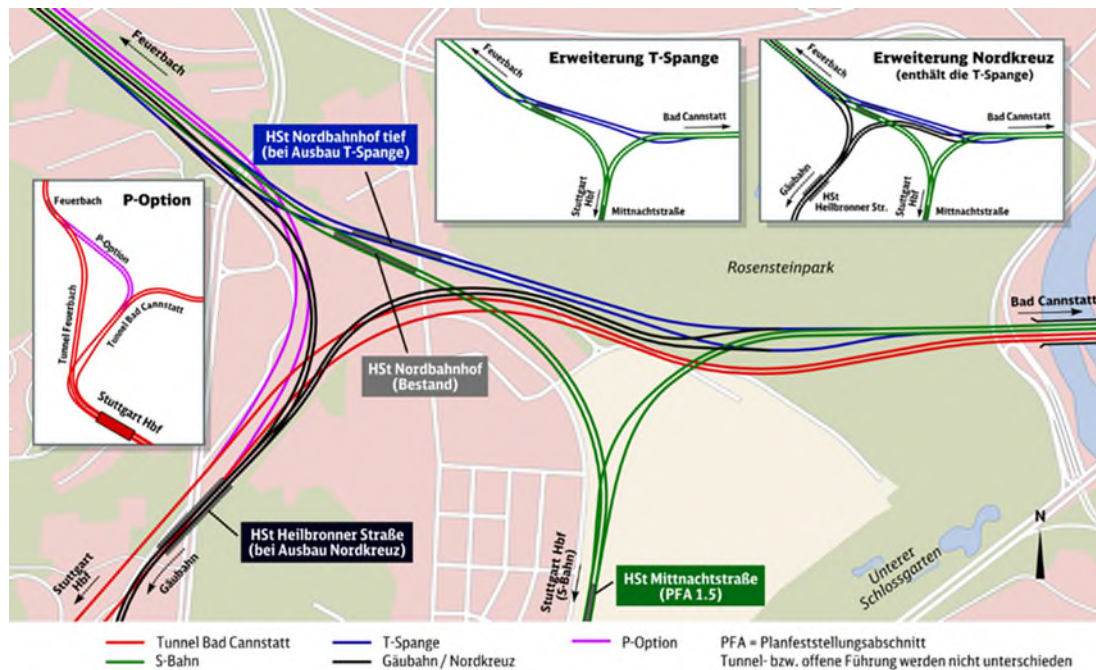 Feuerbach
HSt Nordbahnhof tief
(bei Ausbau T-Spange)
Erweiterung T-Spange
Feuerbach
Bad Cannstatt
Stuttgart
Hbf
Mittnachtstraße
Erweiterung Nordkreuz
(enthält die T-Spange)
Feuerbach
Bad Cannstatt
Gäubahn
HSt
Heilbronner Str.
Stuttgart
Hbf
Mittnachtstraße
P-Option
Feuerbach
P-Option
Tunnel Feuerbach
Tunnel Bad Cannstatt
Stuttgart Hbf
Rosensteinpark
Bad Cannstatt
HSt Nordbahnhof
(Bestand)
HSt Heilbronner Straße
(bei Ausbau Nordkreuz)
Stuttgart
Hbf
Gäubahn
Stuttgart Hbf
(S-Bahn)
HSt Mittnachtstraße
(PFA 1.5)
Unterer
Schlossgarten
N
Tunnel Bad Cannstatt
S-Bahn
T-Spange
Gäubahn / Nordkreuz
P-Option
PFA = Planfeststellungsabschnitt
Tunnel- bzw. offene Führung werden nicht unterschieden